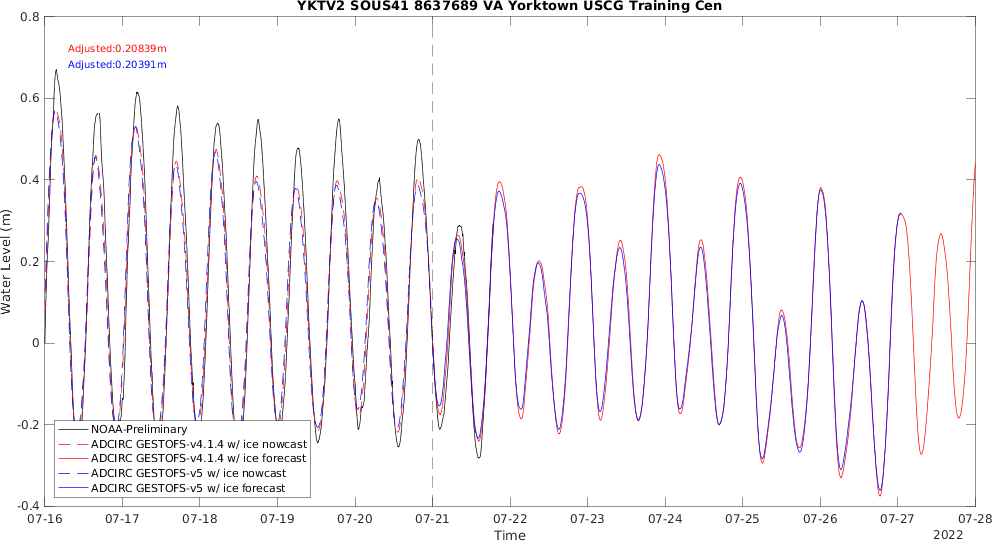 YKTV2 SOUS41 8637689 VA Yorktown USCG Training Cen
Adjusted:0.20839m
Adjusted:0.20391m
0.8
0.6
0.4
0.2
0
-0.2
-0.4
Water Level (m)
NOAA-Preliminary
ADCIRC GESTOFS-v4.1.4 w/ ice nowcast
ADCIRC GESTOFS-v4.1.4 w/ ice forecast
ADCIRC GESTOFS-v5 w/ ice nowcast
ADCIRC GESTOFS-v5 w/ ice forecast
07-16 07-17 07-18 07-19 07-20 07-21 07-22 07-23 07-24 07-25 07-26 07-27 07-28
Time
2022